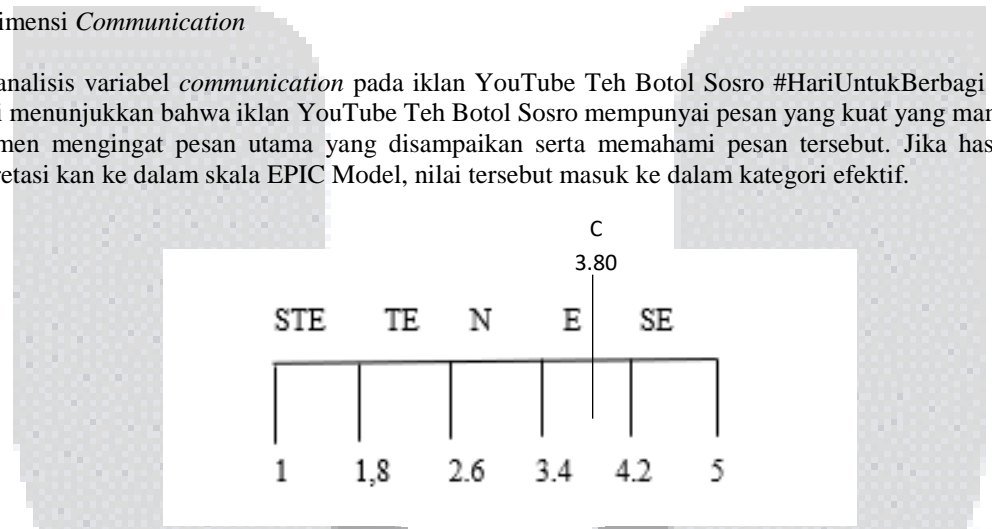 imensi Communication
analisis variabel communication pada iklan YouTube Teh Botol Sosro #HariUntukBerbagi
i menunjukkan bahwa iklan YouTube Teh Botol Sosro mempunyai pesan yang kuat yang mam
men mengingat pesan utama yang disampaikan serta memahami pesan tersebut. Jika has
retasi kan ke dalam skala EPIC Model, nilai tersebut masuk ke dalam kategori efektif.
C
3.80
STE TE N E SE
1 1,8 2.6 3.4 4.2 5